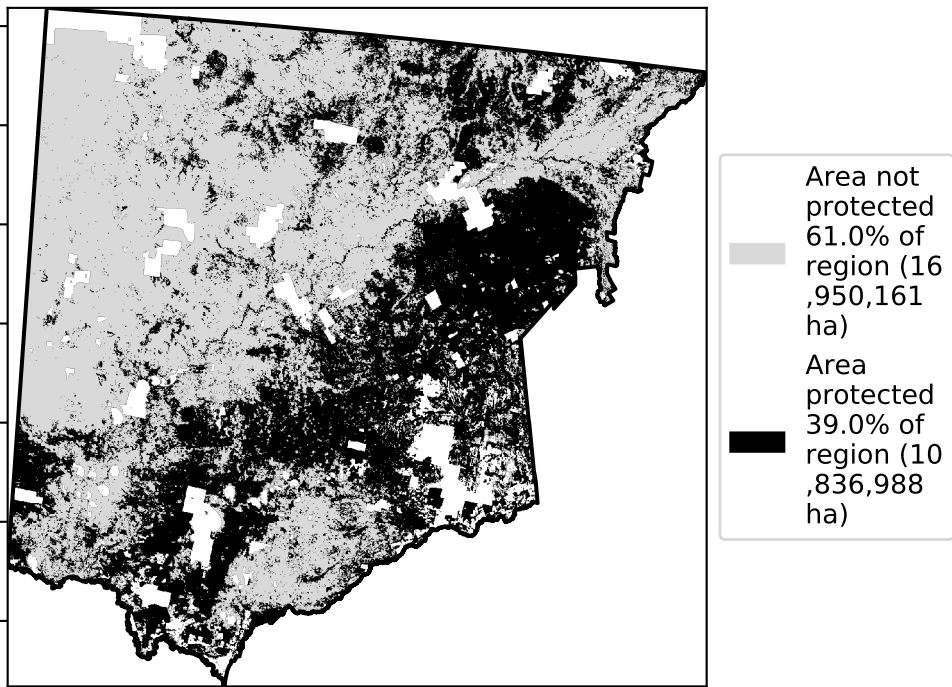 Area not
protected
61.0% of
region (16
,950,161
ha)
Area
protected
39.0% of
region (10
,836,988
ha)